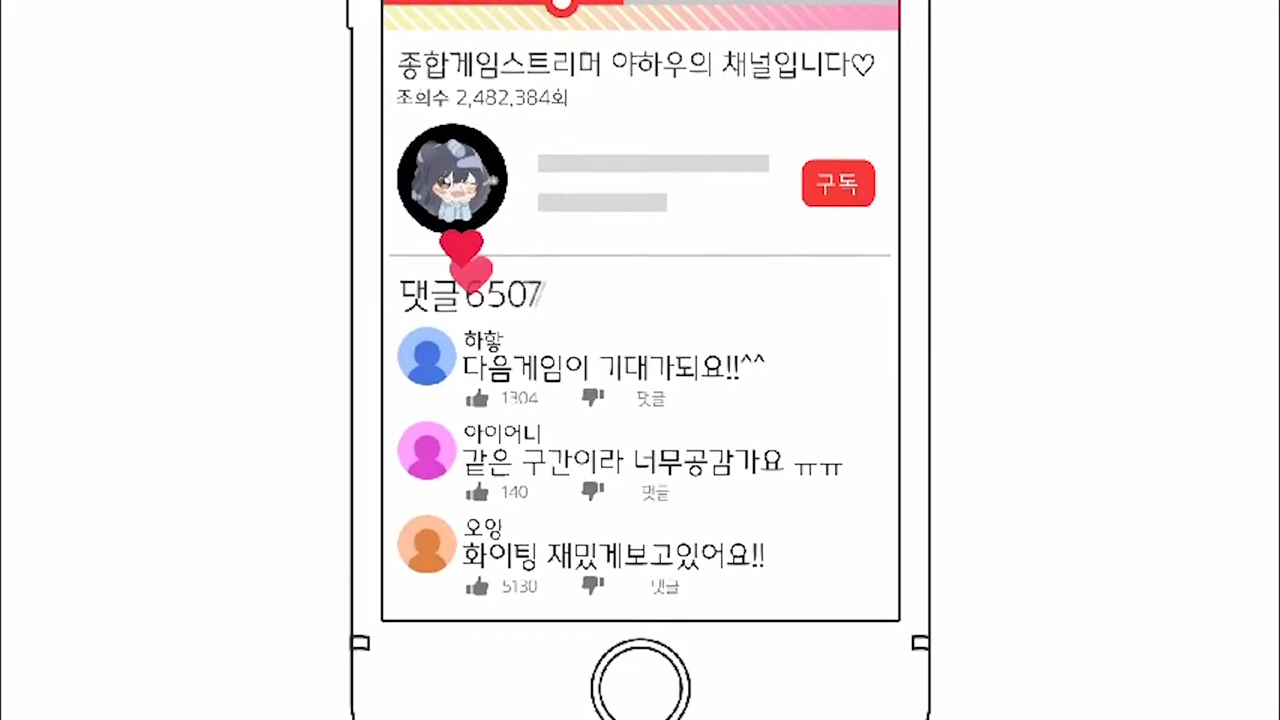 종합게임스트리머 야하우의 채널입니다♡
조회수 2,482,384회
구독
댓글 6507
하핳
다음게임이 기대가되요!!^^
1304 댓글
아이어니
같은 구간이라 너무공감가요 ㅠㅠ
140 댓글
오잉
화이팅 재밌게보고있어요!!
5130 댓글